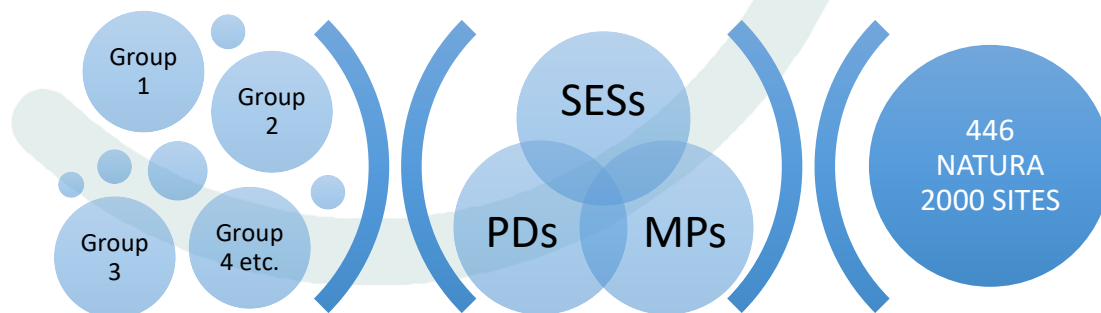 Group
1
Group
2
Group
3
Group
4 etc.
SESs
PDs
MPs
446
NATURA
2000 SITES